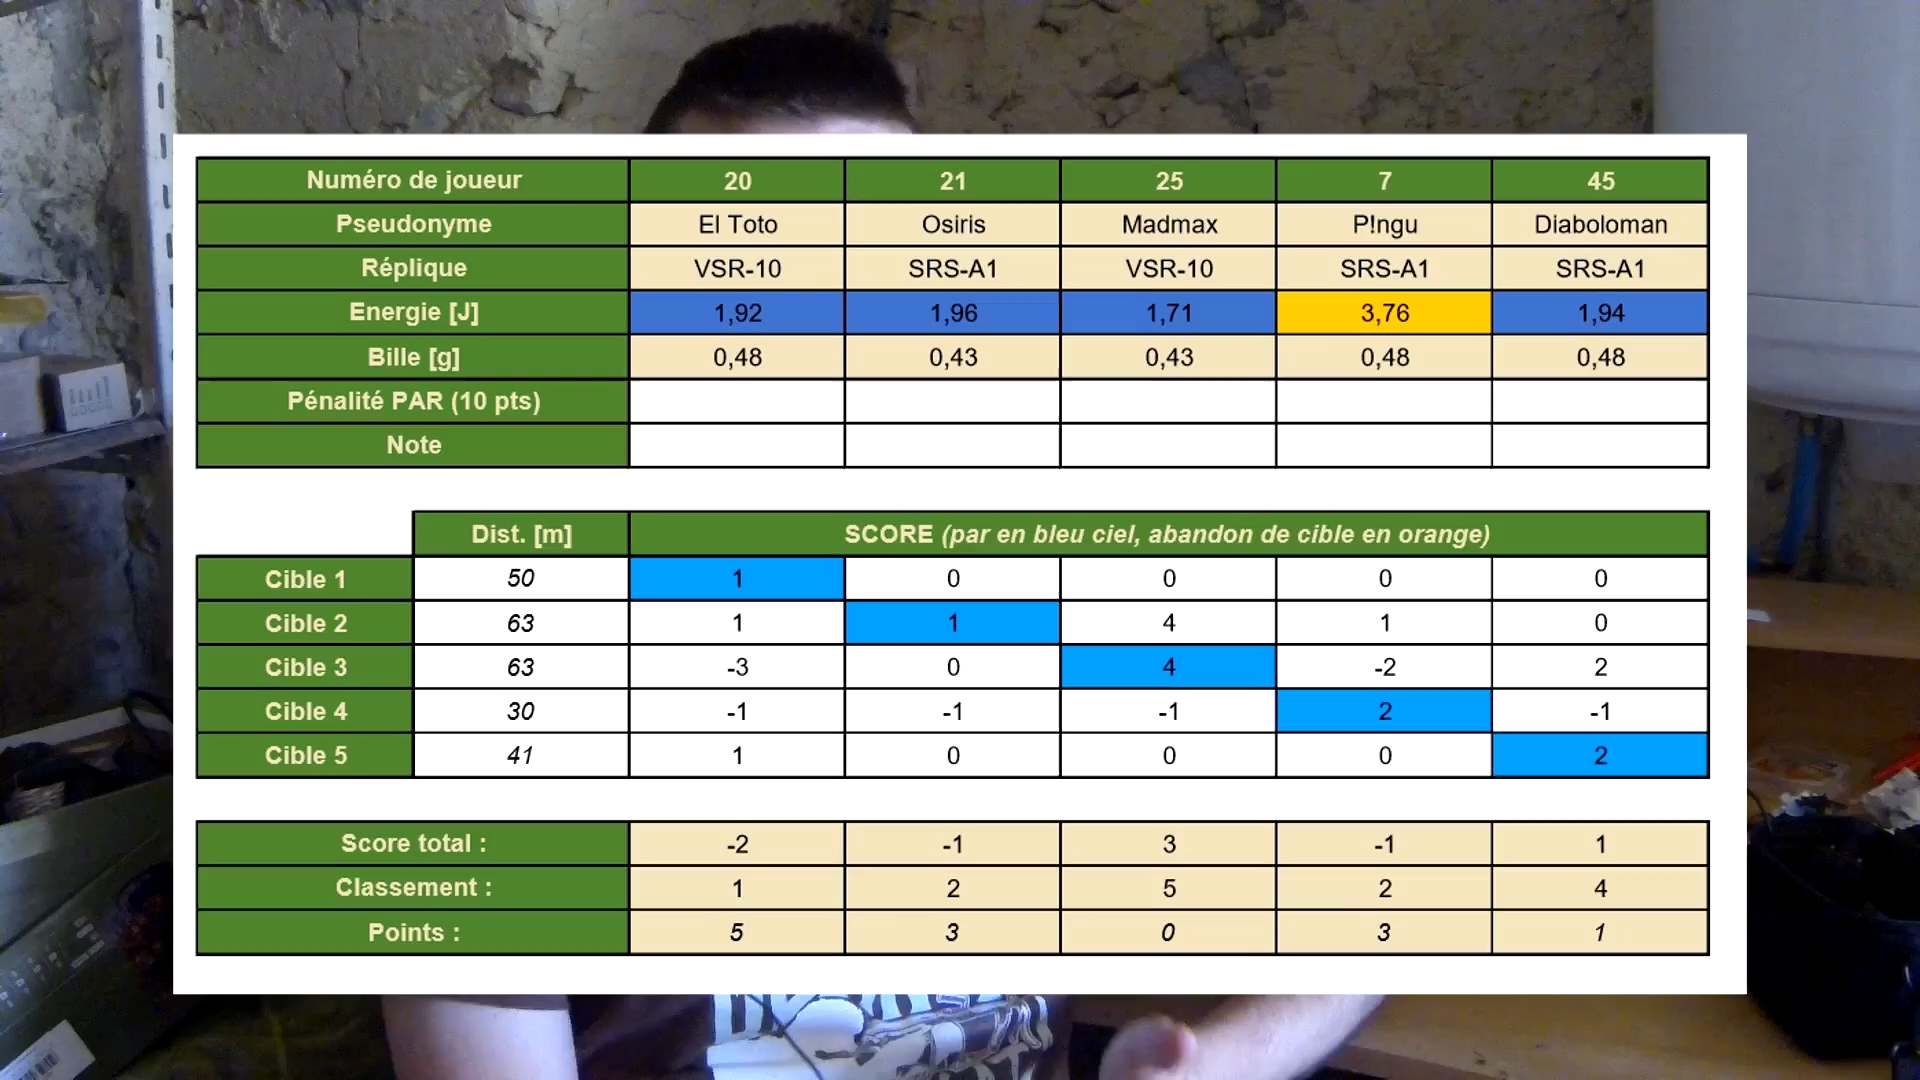 Numéro de joueur 20 21 25 7 45
Pseudonyme El Toto Osiris Madmax P!ngu Diaboloman
Réplique VSR-10 SRS-A1 VSR-10 SRS-A1 SRS-A1
Energie [J] 1,92 1,96 1,71 3,76 1,94
Bille [g] 0,48 0,43 0,43 0,48 0,48
Pénalité PAR (10 pts)
Note
Dist. [m] SCORE (par en bleu ciel, abandon de cible en orange)
Cible 1 50 1 0 0 0 0
Cible 2 63 1 1 4 1 0
Cible 3 63 -3 0 4 -2 2
Cible 4 30 -1 -1 -1 2 -1
Cible 5 41 1 0 0 0 2
Score total : -2 -1 3 -1 1
Classement : 1 2 5 2 4
Points : 5 3 0 3 1